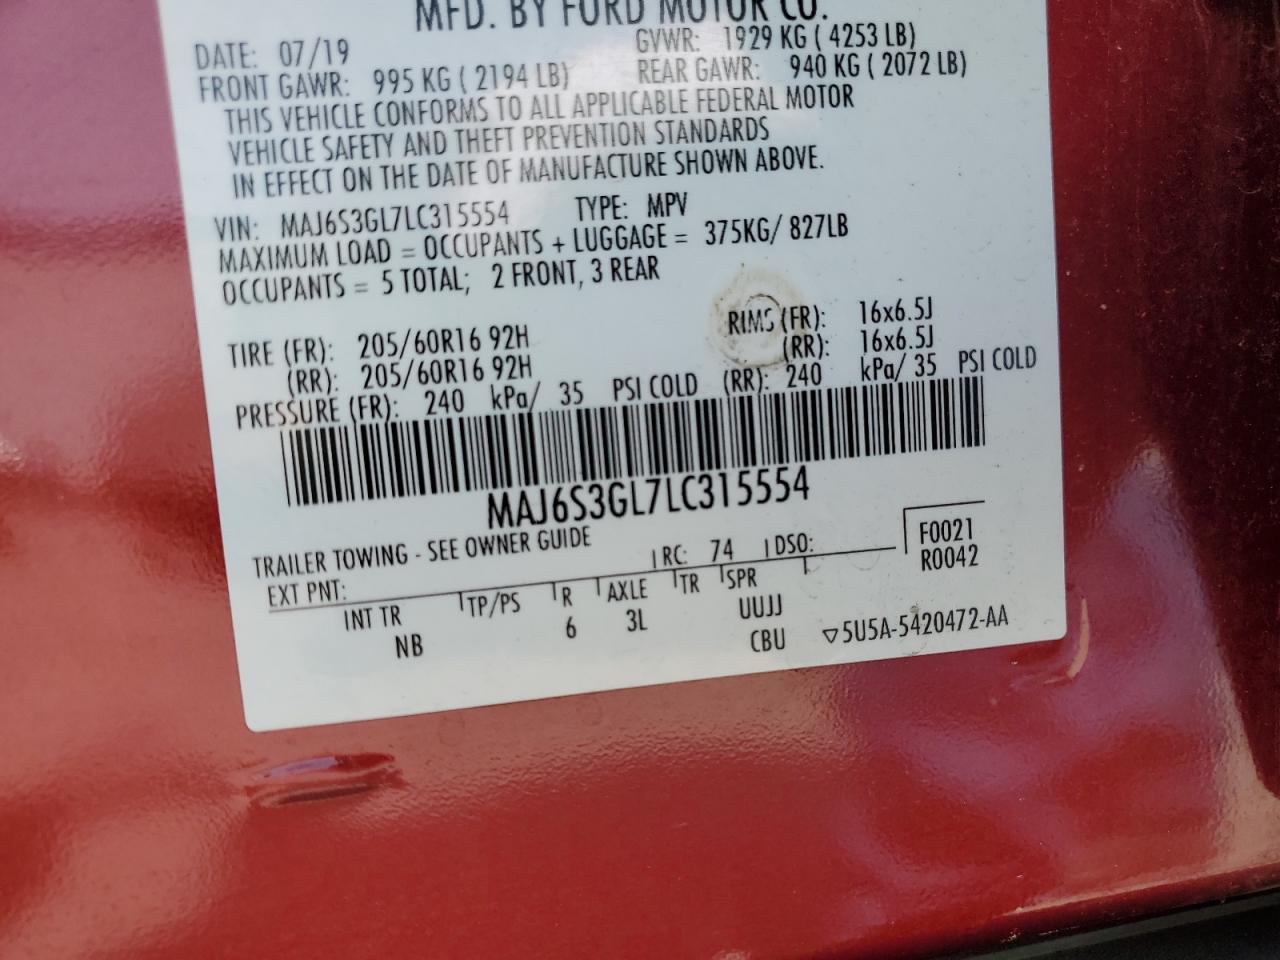 MFD. BY FORD MOTOR CO.
DATE: 07/19 GVWR: 1929 KG ( 4253 LB)
FRONT GAWR: 995 KG ( 2194 LB) REAR GAWR: 940 KG ( 2072 LB)
THIS VEHICLE CONFORMS TO ALL APPLICABLE FEDERAL MOTOR
VEHICLE SAFETY AND THEFT PREVENTION STANDARDS
IN EFFECT ON THE DATE OF MANUFACTURE SHOWN ABOVE.
VIN: MAJ6S3GL7LC315554 TYPE: MPV
MAXIMUM LOAD = OCCUPANTS + LUGGAGE = 375KG/ 827LB
OCCUPANTS = 5 TOTAL; 2 FRONT, 3 REAR
TIRE (FR): 205/60R16 92H RIMS (FR): 16x6.5J
(RR): 205/60R16 92H (RR): 16x6.5J
PRESSURE (FR): 240 kPa/ 35 PSI COLD (RR): 240 kPa/ 35 PSI COLD
MAJ6S3GL7LC315554
TRAILER TOWING - SEE OWNER GUIDE
EXT PNT: RC: 74 DSO: F0021
R0042
INT TR TP/PS R AXLE TR SPR
NB 6 3L UUJJ
CBU ▽5U5A-5420472-AA